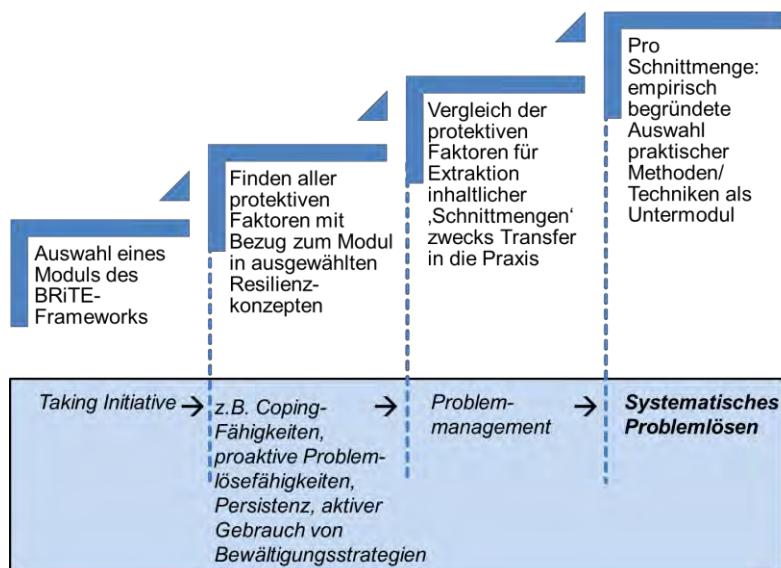 Auswahl eines
Moduls des
BRiTE-
Frameworks
Finden aller
protektiven
Faktoren mit
Bezug zum Modul
in ausgewählten
Resilienz-
konzepten
Vergleich der
protektiven
Faktoren für
Extraktion
inhaltlicher
‚Schnittmengen‘
zwecks Transfer
in die Praxis
Pro
Schnittmenge:
empirisch
begründete
Auswahl
praktischer
Methoden/
Techniken als
Untermodul
Taking Initiative →
z.B. Coping-
Fähigkeiten,
proaktive Problem-
lösefähigkeiten,
Persistenz, aktiver
Gebrauch von
Bewältigungsstrategien
→
Problem-
management
→
Systematisches
Problemlösen